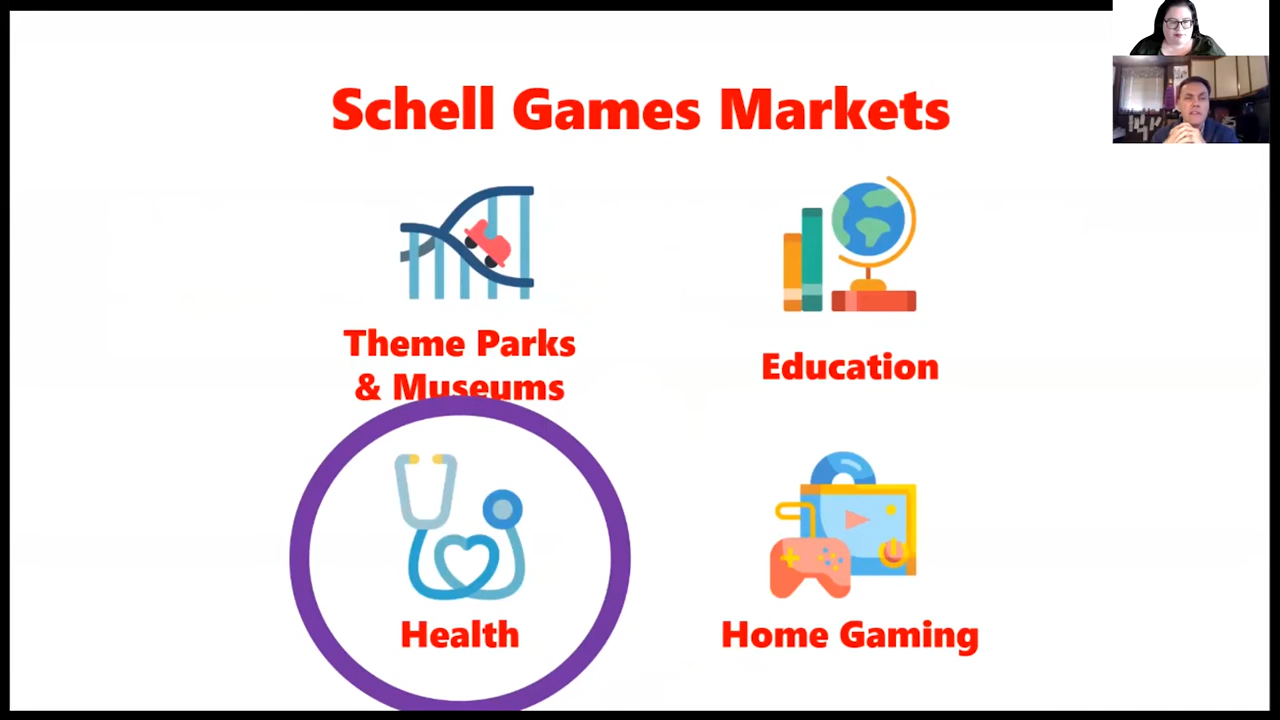 Schell Games Markets
Theme Parks
& Museums
Education
Health
Home Gaming